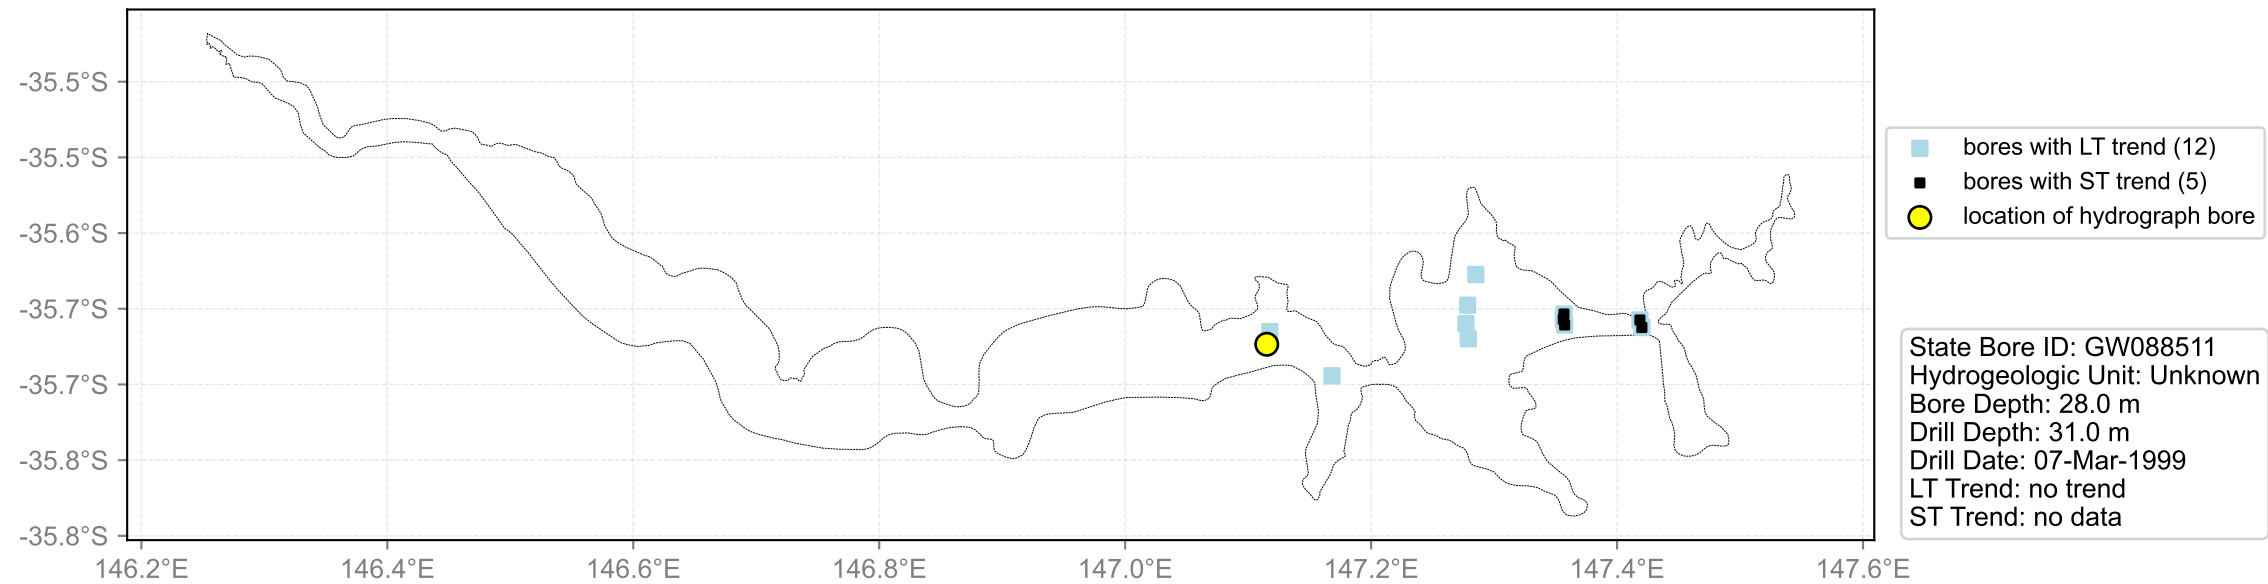 -35.5°S
-35.5°S
-35.6°S
-35.7°S
-35.7°S
-35.8°S
-35.8°S
146.2°E 146.4°E 146.6°E 146.8°E 147.0°E 147.2°E 147.4°E 147.6°E
bores with LT trend (12)
bores with ST trend (5)
location of hydrograph bore
State Bore ID: GW088511
Hydrogeologic Unit: Unknown
Bore Depth: 28.0 m
Drill Depth: 31.0 m
Drill Date: 07-Mar-1999
LT Trend: no trend
ST Trend: no data